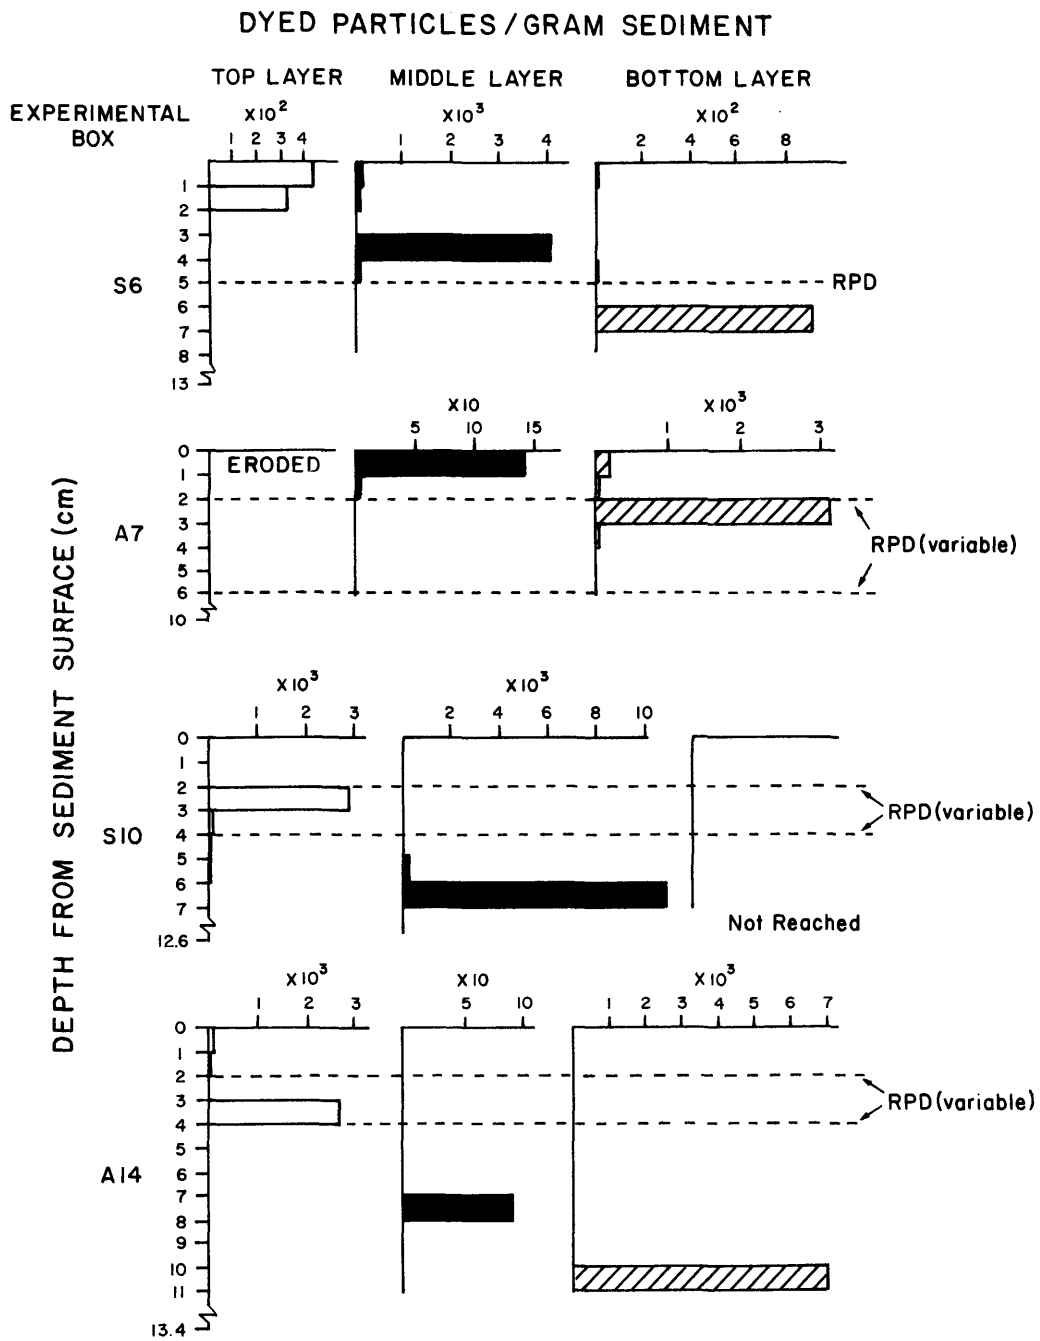 DYED PARTICLES/GRAM SEDIMENT
TOP LAYER MIDDLE LAYER BOTTOM LAYER
EXPERIMENTAL BOX
x10² x10³ x10²
1 2 3 4 1 2 3 4 2 4 6 8
1
2
3
4
5
6
7
8
13
S6
RPD
x10 x10³
5 10 15 1 2 3
0
1
2
3
4
5
6
10
ERODED
A7
RPD(variable)
DEPTH FROM SEDIMENT SURFACE (cm)
x10³ x10³
1 2 3 2 4 6 8 10
0
1
2
3
4
5
6
7
12.6
S10
RPD(variable)
Not Reached
x10³ x10 x10³
1 2 3 5 10 1 2 3 4 5 6 7
0
1
2
3
4
5
6
7
8
9
10
11
13.4
A14
RPD(variable)